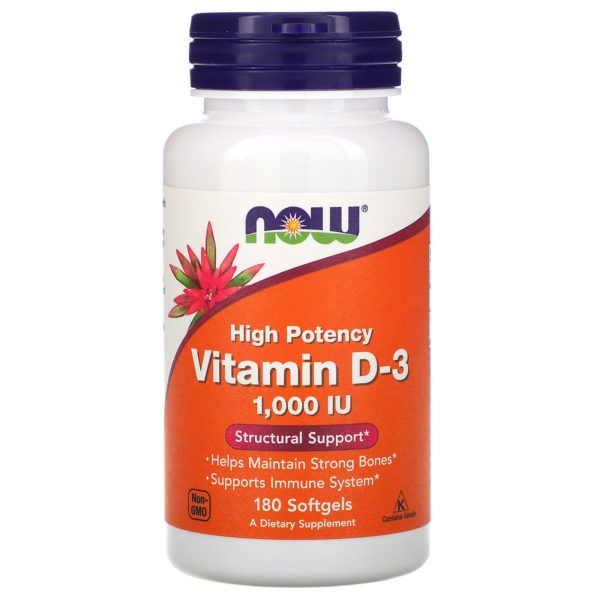 NOW®
High Potency
Vitamin D-3
1,000 IU
Structural Support*
•Helps Maintain Strong Bones*
•Supports Immune System*
180 Softgels
A Dietary Supplement
Non-
GMO
K
Contains Gelatin